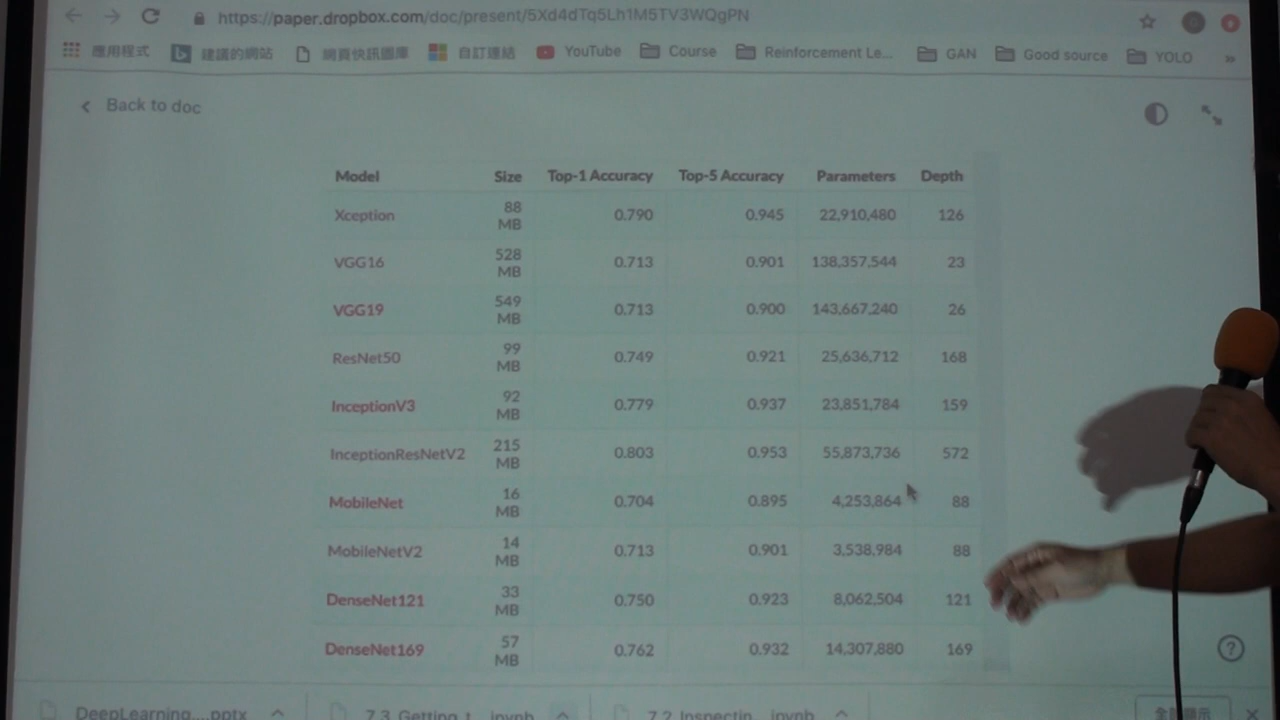 https://paper.dropbox.com/doc/present/5Xd4dTq5Lh1M5TV3WQgPN
應用程式 建議的網站 網頁快訊圖庫 自訂連結 YouTube Course Reinforcement Le... GAN Good source YOLO »
Back to doc
Model Size Top-1 Accuracy Top-5 Accuracy Parameters Depth
Xception 88 MB 0.790 0.945 22,910,480 126
VGG16 528 MB 0.713 0.901 138,357,544 23
VGG19 549 MB 0.713 0.900 143,667,240 26
ResNet50 99 MB 0.749 0.921 25,636,712 168
InceptionV3 92 MB 0.779 0.937 23,851,784 159
InceptionResNetV2 215 MB 0.803 0.953 55,873,736 572
MobileNet 16 MB 0.704 0.895 4,253,864 88
MobileNetV2 14 MB 0.713 0.901 3,538,984 88
DenseNet121 33 MB 0.750 0.923 8,062,504 121
DenseNet169 57 MB 0.762 0.932 14,307,880 169
?
DeepLearning....pptx 7.3 Getting t....ipynb 7.2 Inspectin....ipynb